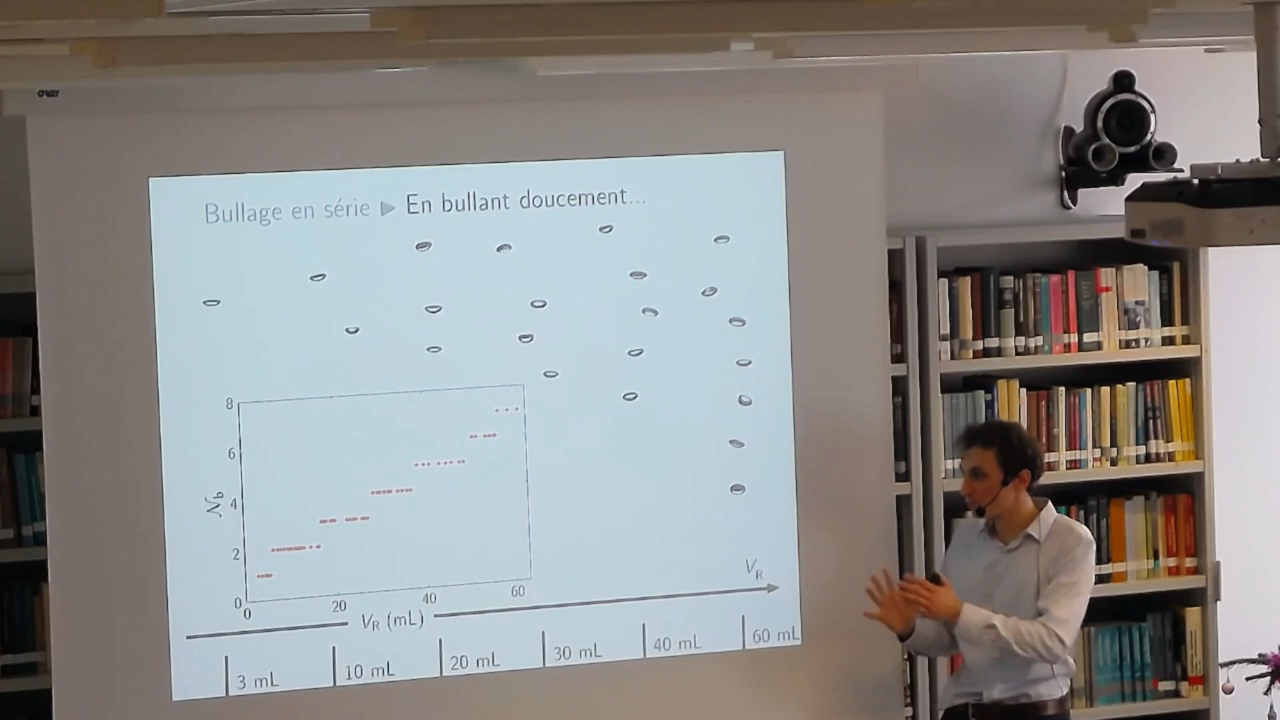 Bullage en série ▶ En bullant doucement...
8
6
4
2
0
N_b
0 20 40 60
V_R (mL)
V_R
3 mL 10 mL 20 mL 30 mL 40 mL 60 mL